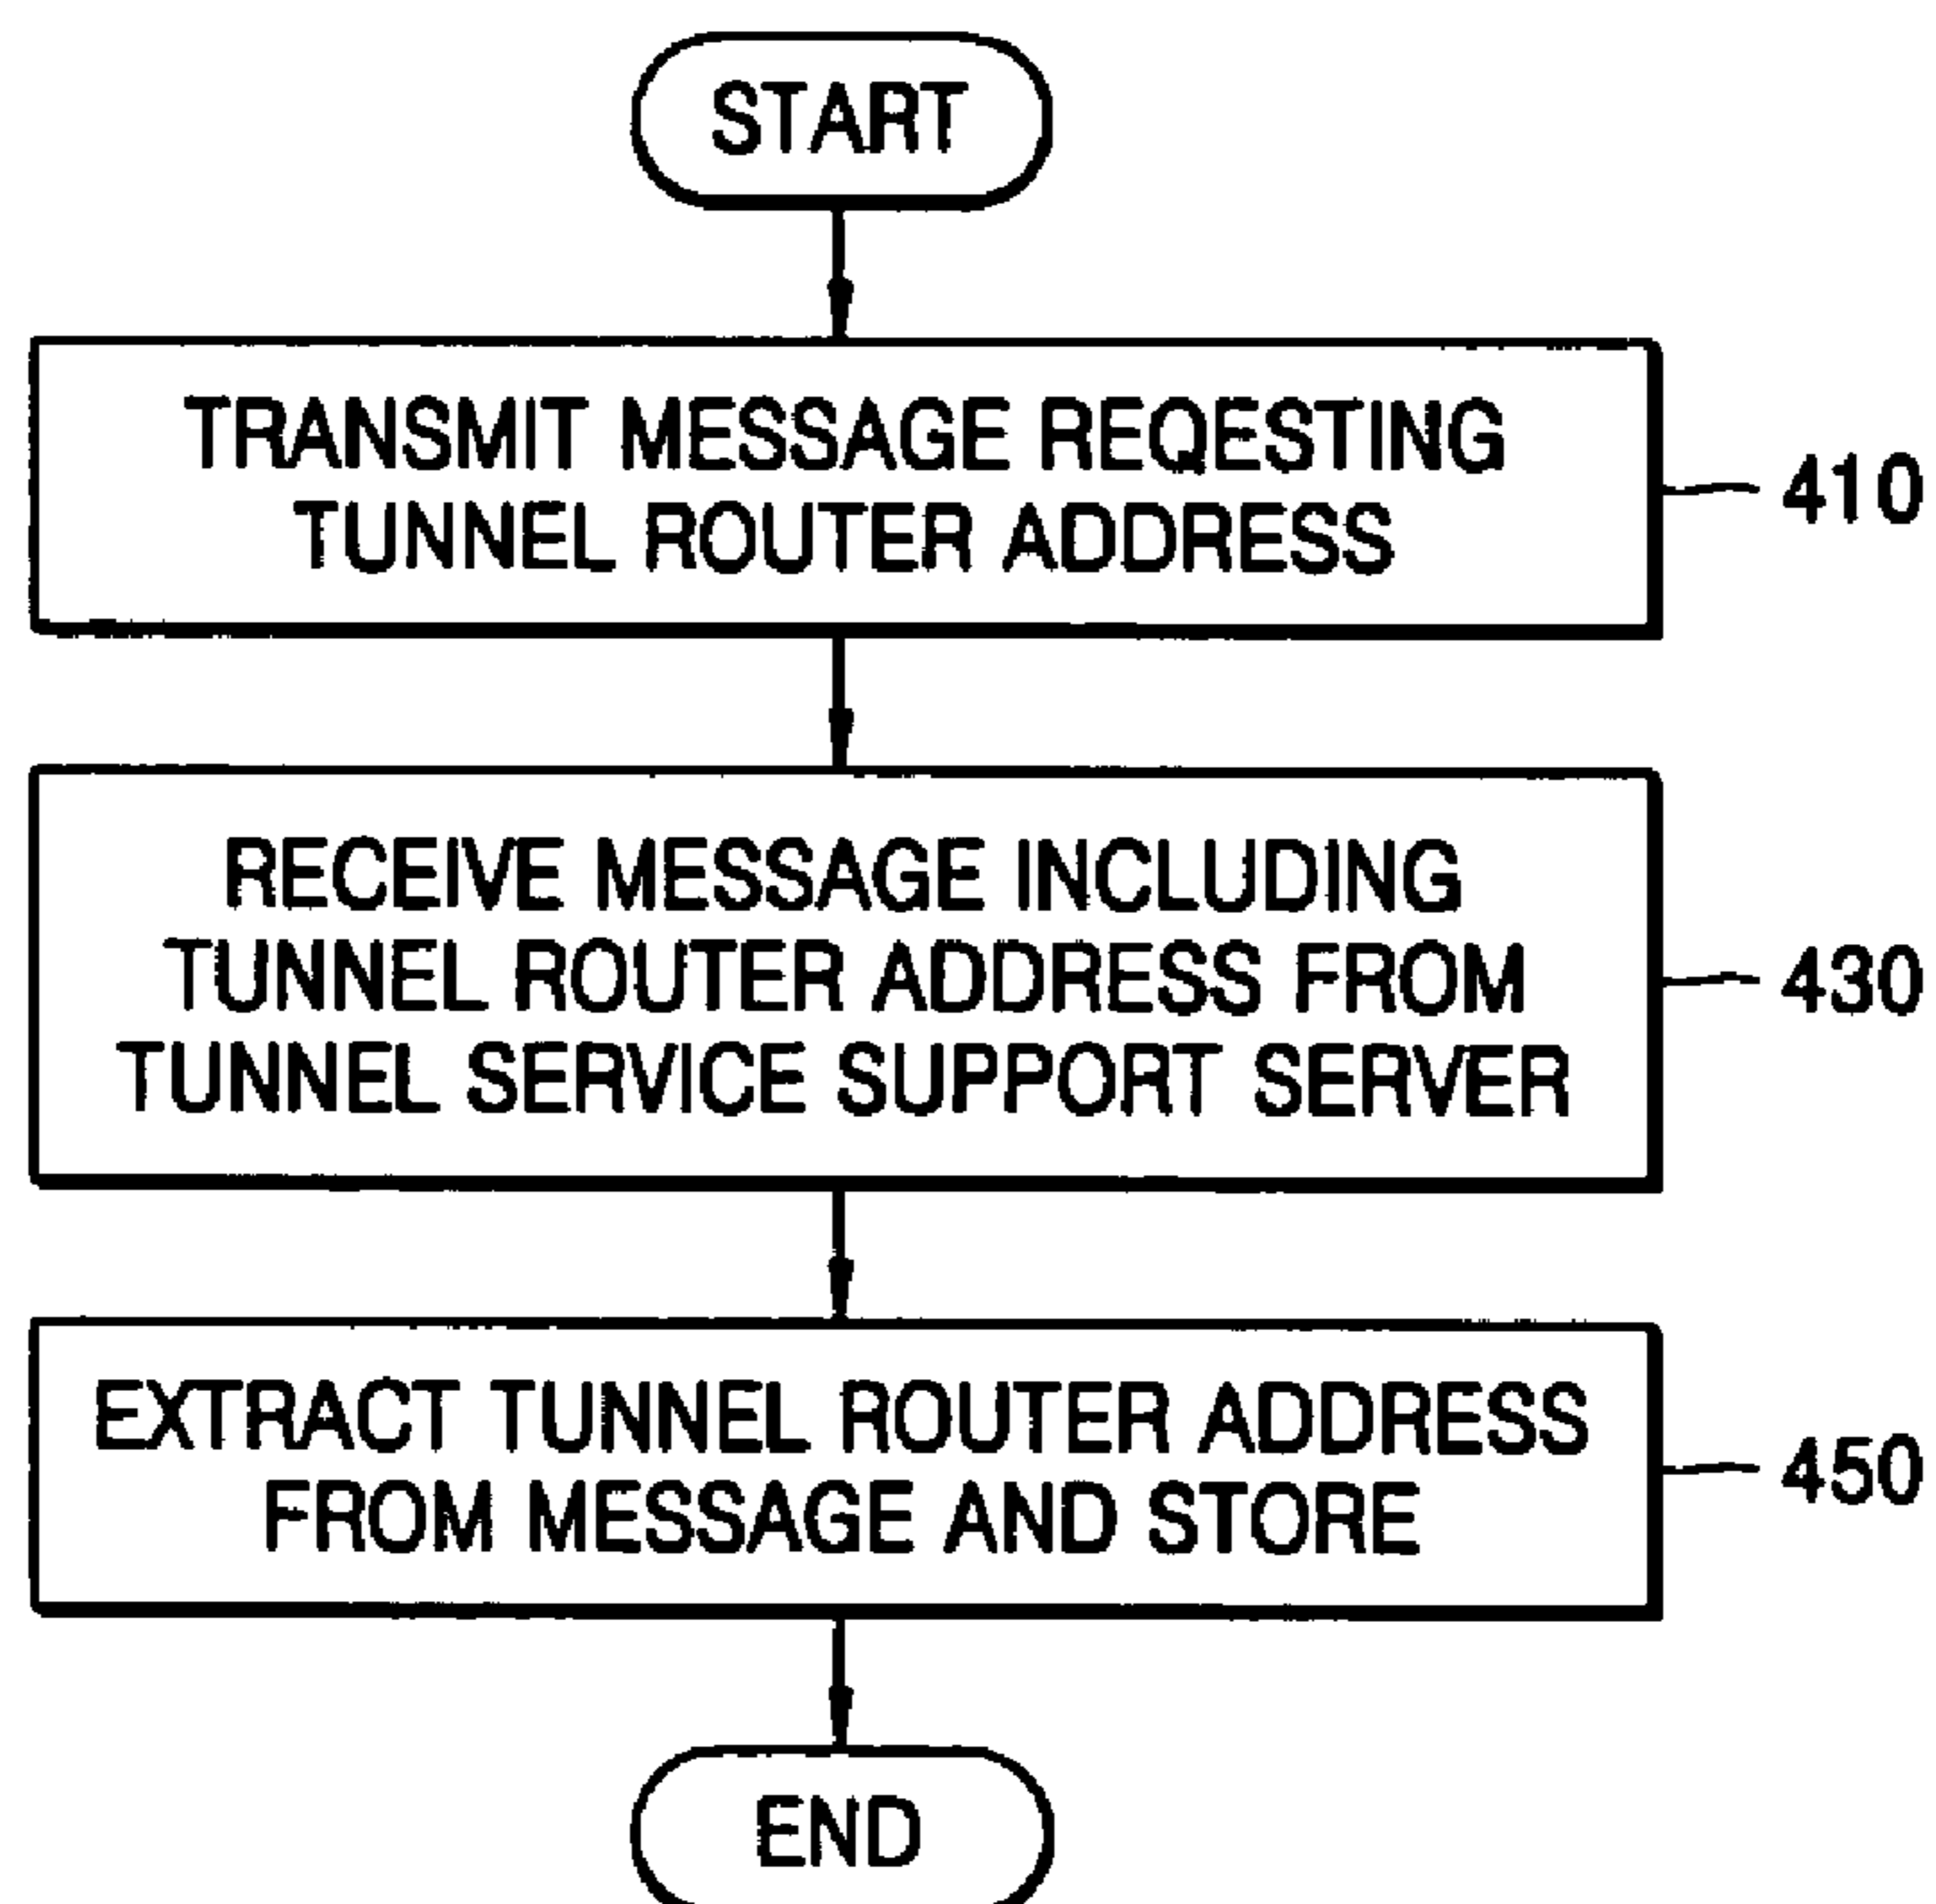 START
TRANSMIT MESSAGE REQESTING
TUNNEL ROUTER ADDRESS
410
RECEIVE MESSAGE INCLUDING
TUNNEL ROUTER ADDRESS FROM
TUNNEL SERVICE SUPPORT SERVER
430
EXTRACT TUNNEL ROUTER ADDRESS
FROM MESSAGE AND STORE
450
END